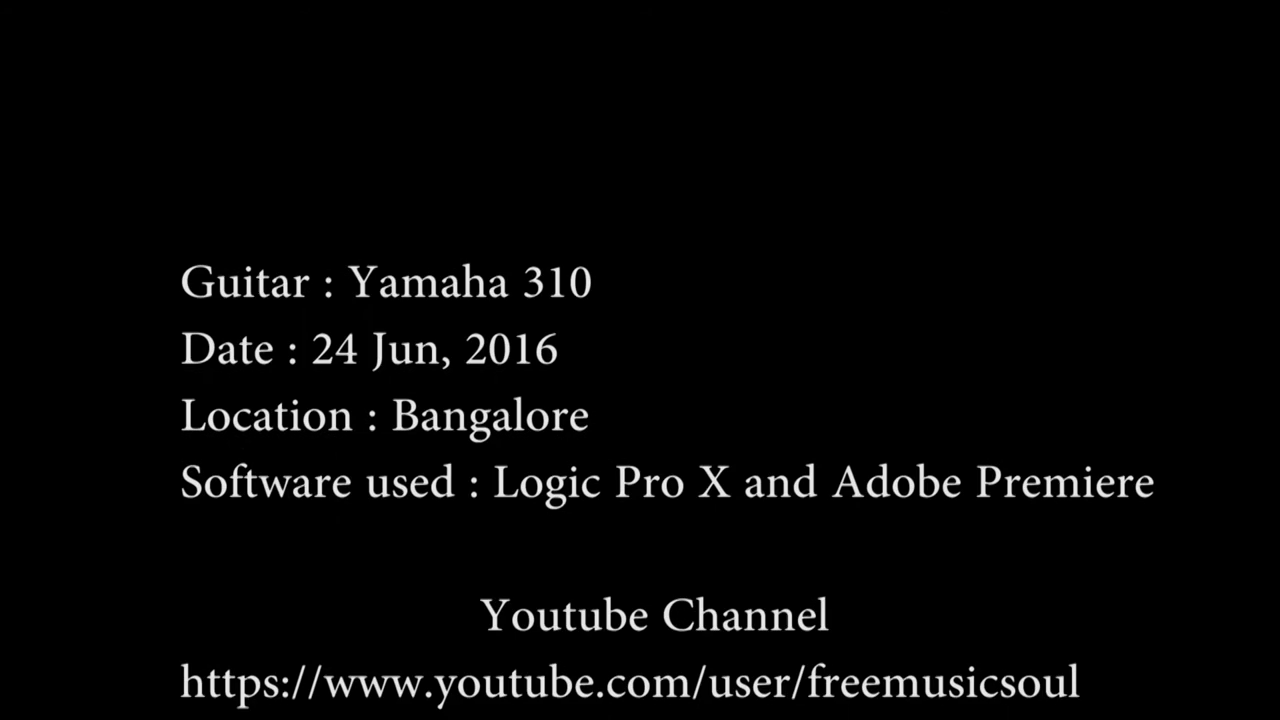 Guitar : Yamaha 310
Date : 24 Jun, 2016
Location : Bangalore
Software used : Logic Pro X and Adobe Premiere
Youtube Channel
https://www.youtube.com/user/freemusicsoul